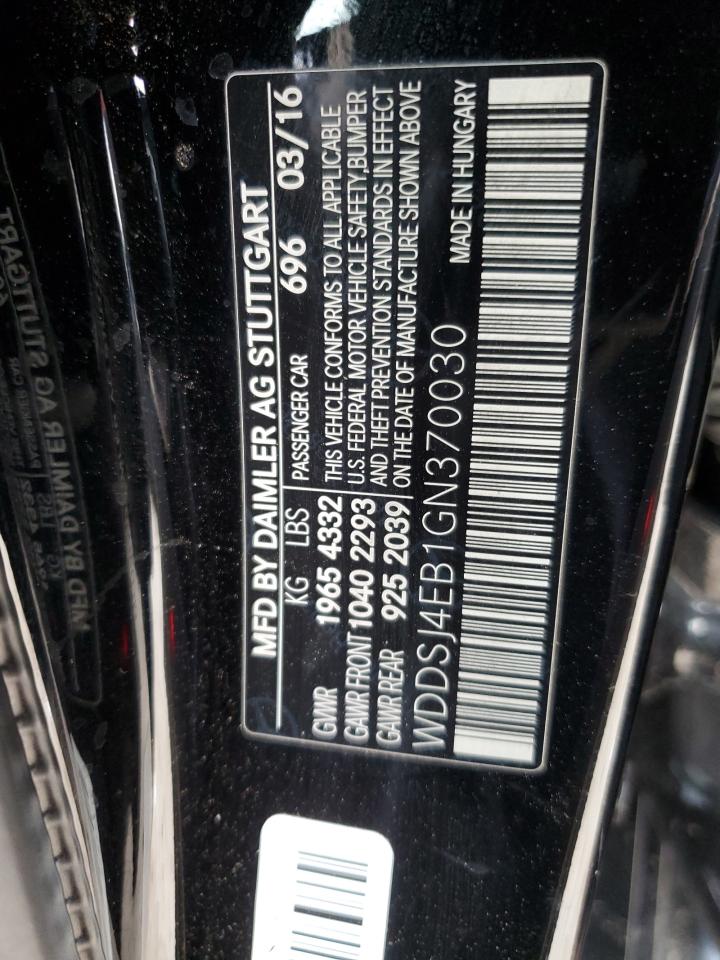 MFD BY DAIMLER AG STUTTGART
KG LBS PASSENGER CAR 696 03/16
GVWR 1965 4332 THIS VEHICLE CONFORMS TO ALL APPLICABLE
GAWR FRONT 1040 2293 U.S. FEDERAL MOTOR VEHICLE SAFETY,BUMPER
GAWR REAR 925 2039 AND THEFT PREVENTION STANDARDS IN EFFECT
ON THE DATE OF MANUFACTURE SHOWN ABOVE
WDDSJ4EB1GN370030 MADE IN HUNGARY